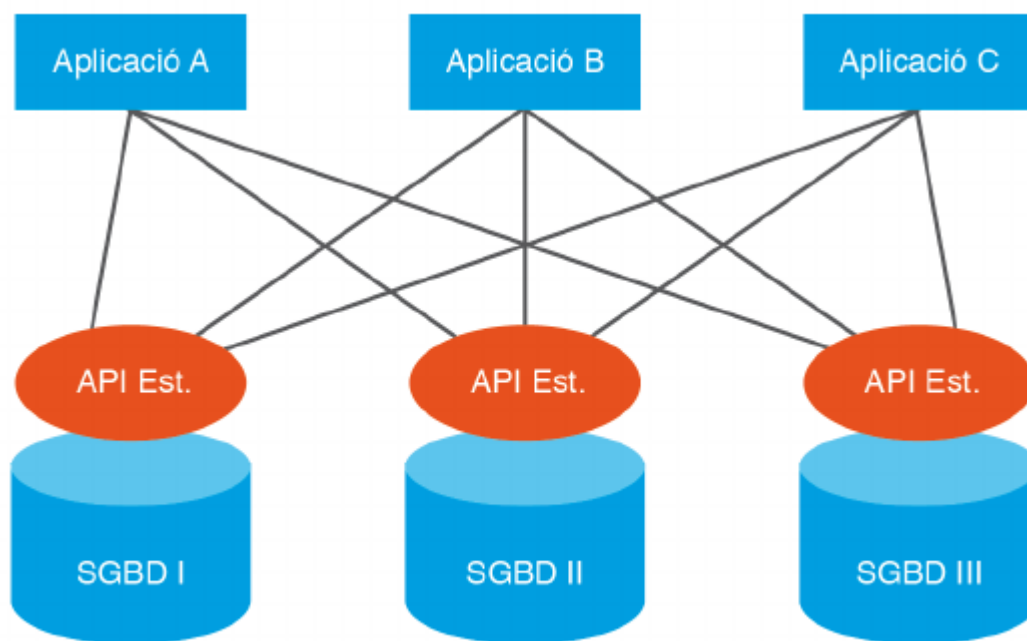 Aplicació A
Aplicació B
Aplicació C
API Est.
API Est.
API Est.
SGBD I
SGBD II
SGBD III